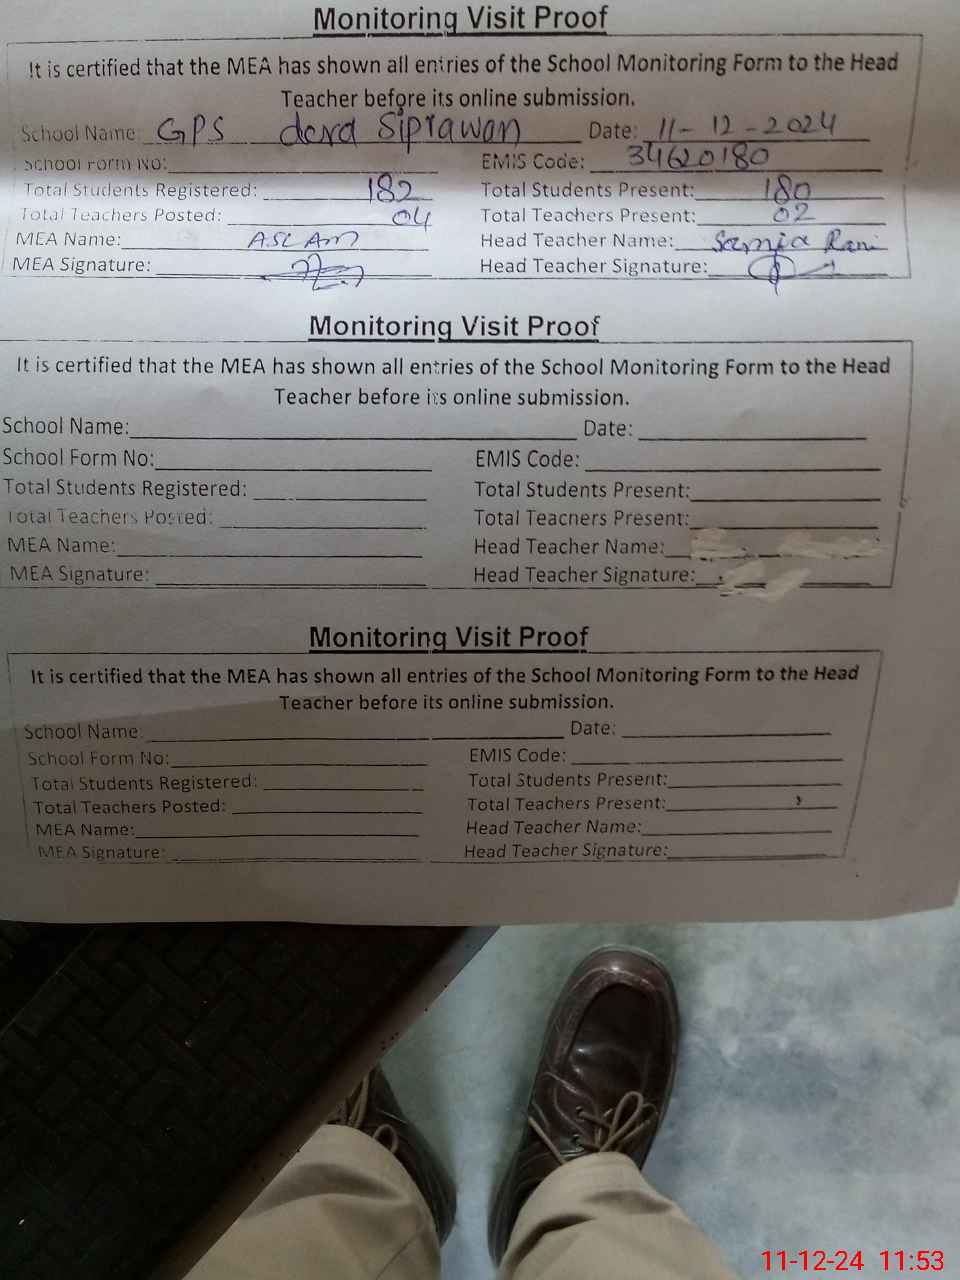 Monitoring Visit Proof
It is certified that the MEA has shown all entries of the School Monitoring Form to the Head
Teacher before its online submission.
School Name: GPS dera Siprawan Date: 11-12-2024
School Form No: EMIS Code: 34620180
Total Students Registered: 182 Total Students Present: 180
Total Teachers Posted: 04 Total Teachers Present: 02
MEA Name: ASLAM Head Teacher Name: Samia Rani
MEA Signature: Head Teacher Signature:
Monitoring Visit Proof
It is certified that the MEA has shown all entries of the School Monitoring Form to the Head
Teacher before its online submission.
School Name: Date:
School Form No: EMIS Code:
Total Students Registered: Total Students Present:
Total Teachers Posted: Total Teachers Present:
MEA Name: Head Teacher Name:
MEA Signature: Head Teacher Signature:
Monitoring Visit Proof
It is certified that the MEA has shown all entries of the School Monitoring Form to the Head
Teacher before its online submission.
School Name: Date:
School Form No: EMIS Code:
Total Students Registered: Total Students Present:
Total Teachers Posted: Total Teachers Present:
MEA Name: Head Teacher Name:
MEA Signature: Head Teacher Signature:
11-12-24 11:53